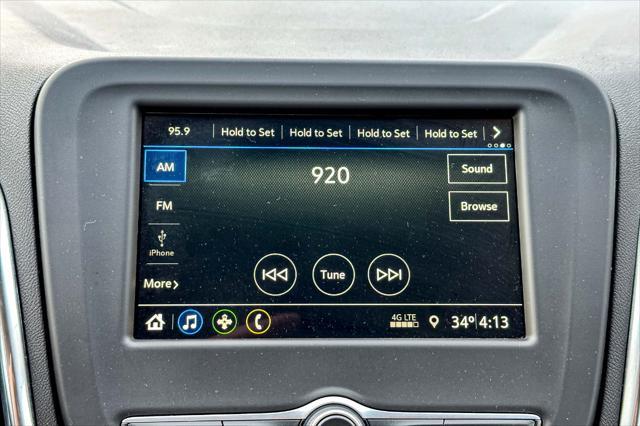 95.9 Hold to Set Hold to Set Hold to Set Hold to Set
AM 920 Sound
FM Browse
iPhone
More Tune
4G LTE
34° 4:13